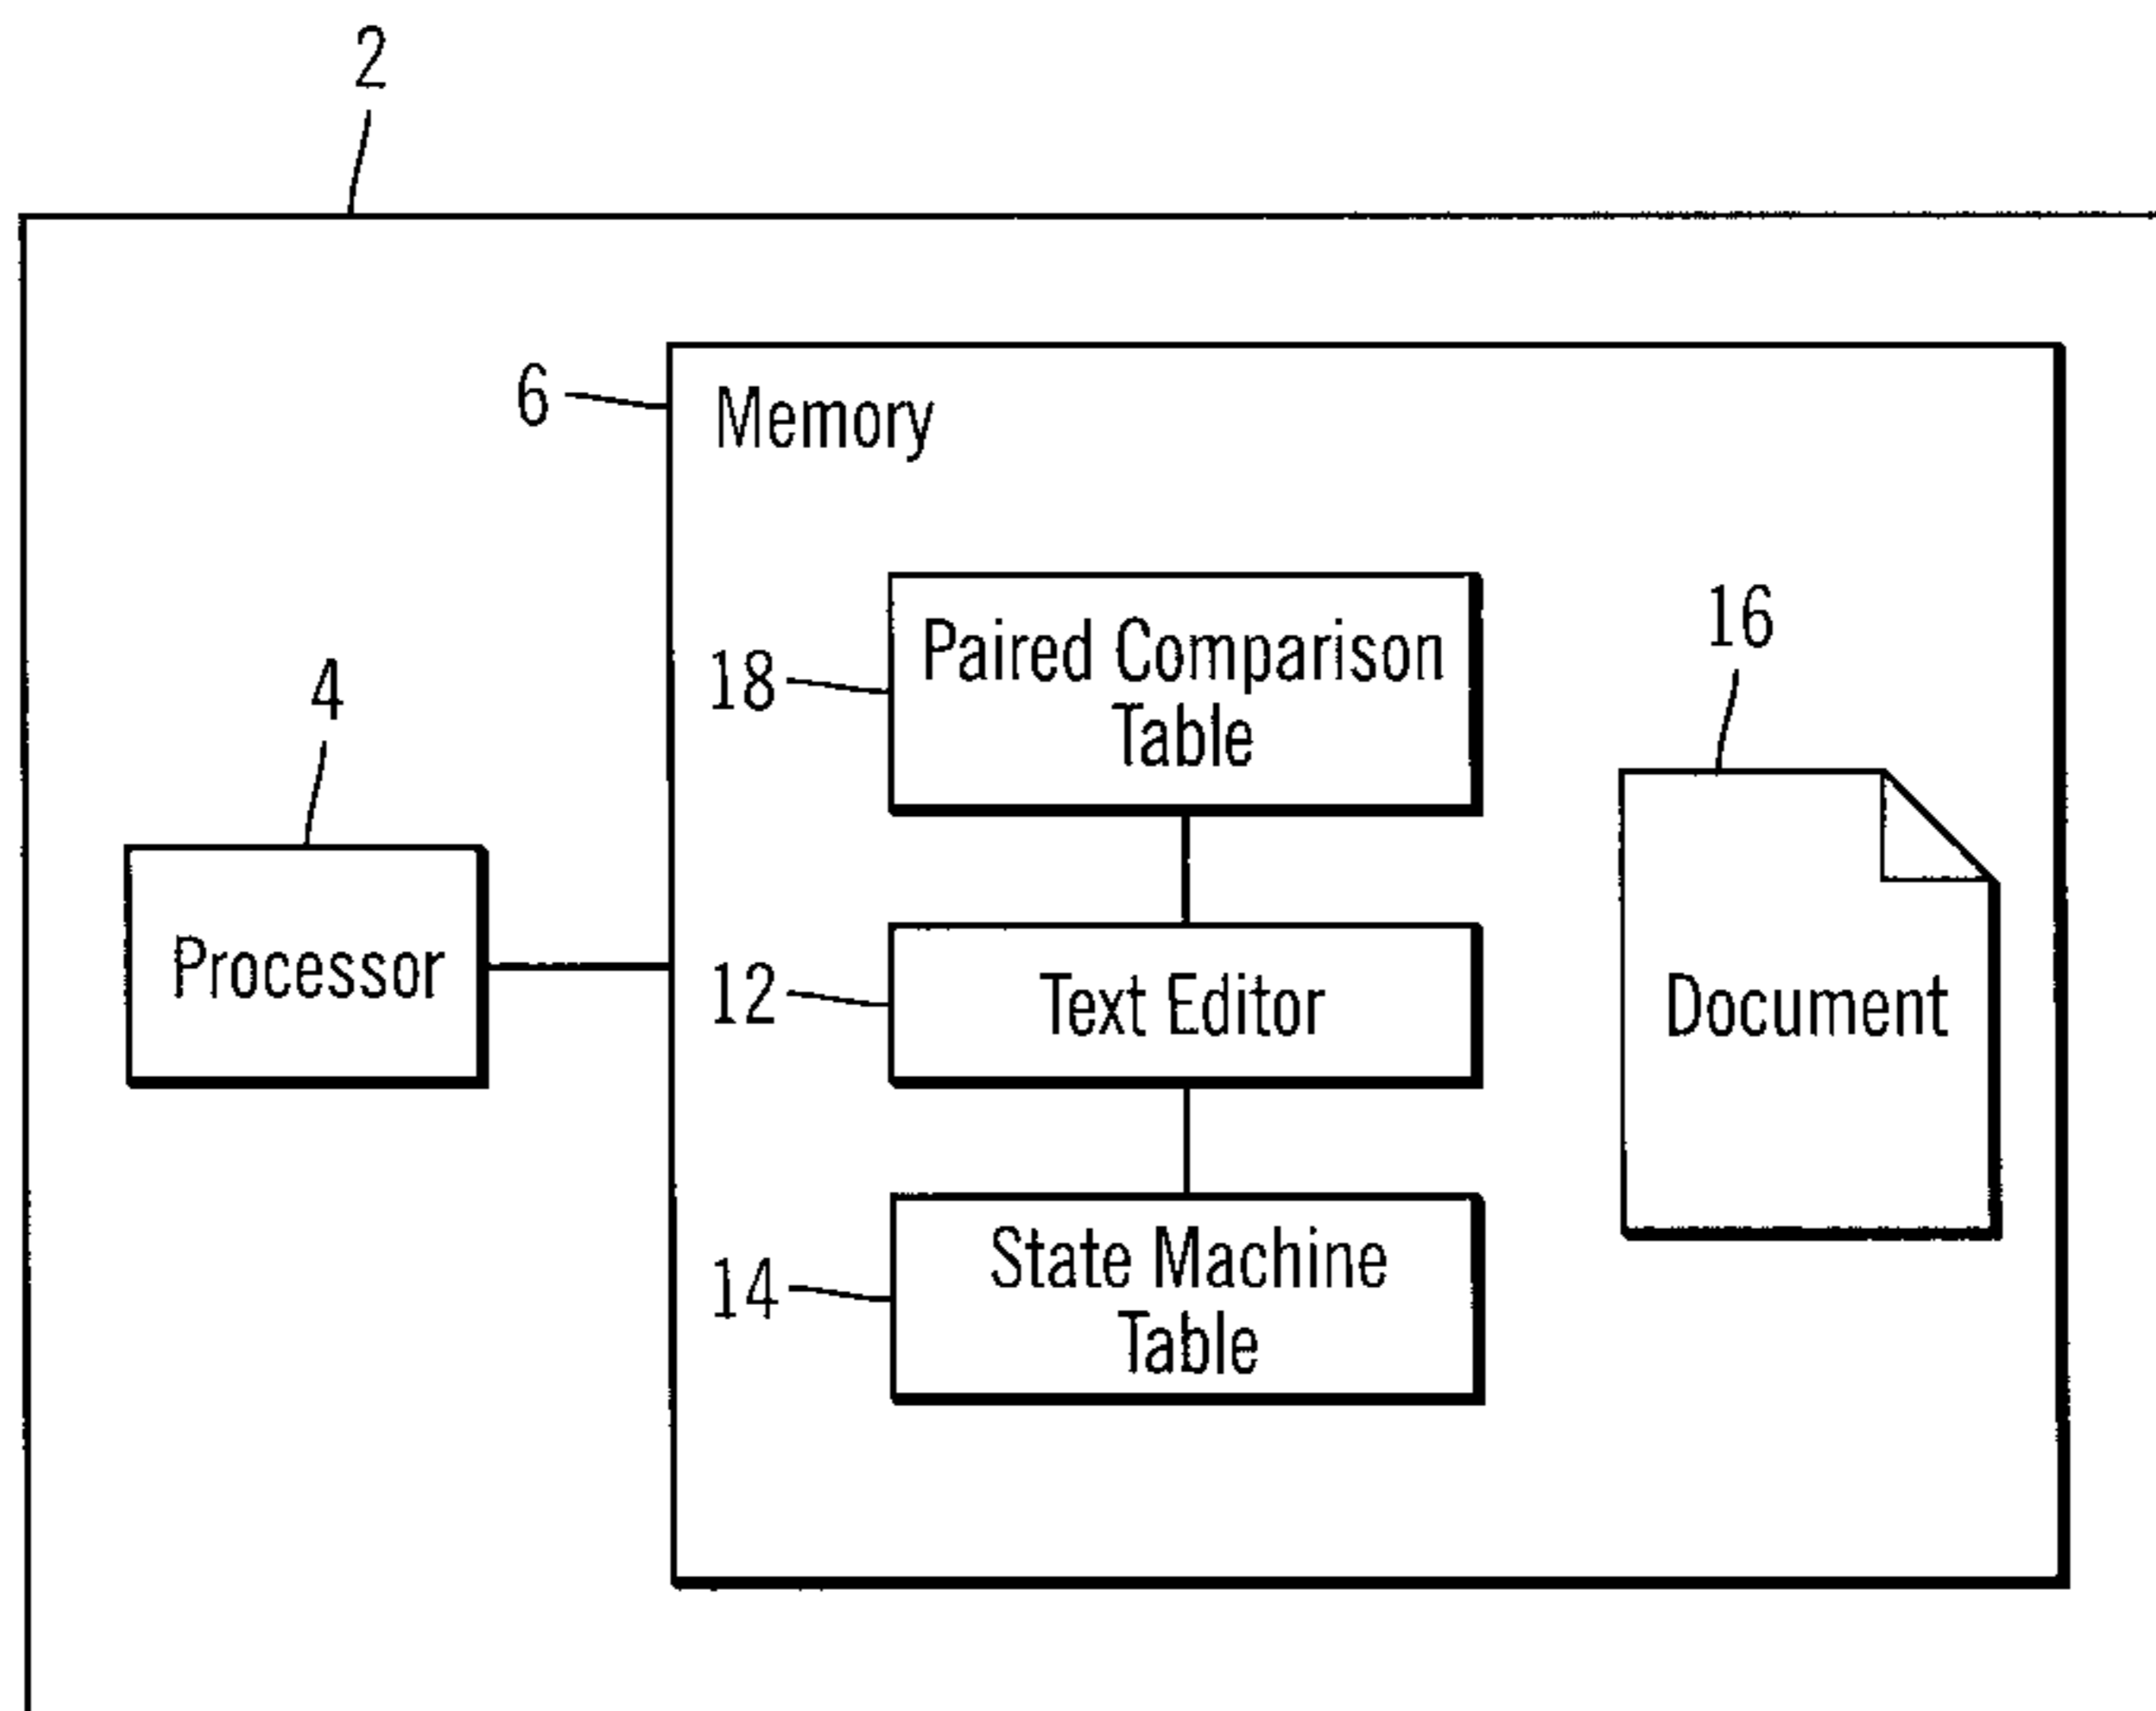 2
6
Memory
18
Paired Comparison
Table
16
4
Processor
12
Text Editor
Document
14
State Machine
Table